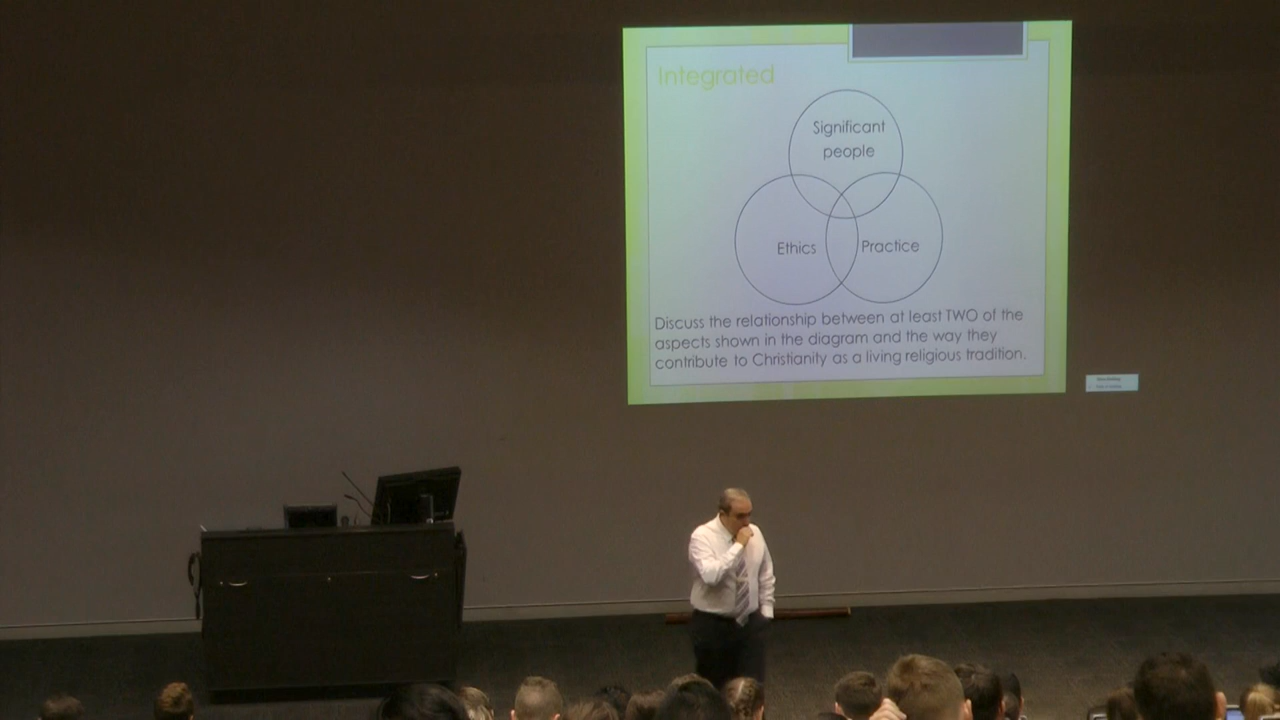 Integrated
Significant
people
Ethics
Practice
Discuss the relationship between at least TWO of the
aspects shown in the diagram and the way they
contribute to Christianity as a living religious tradition.